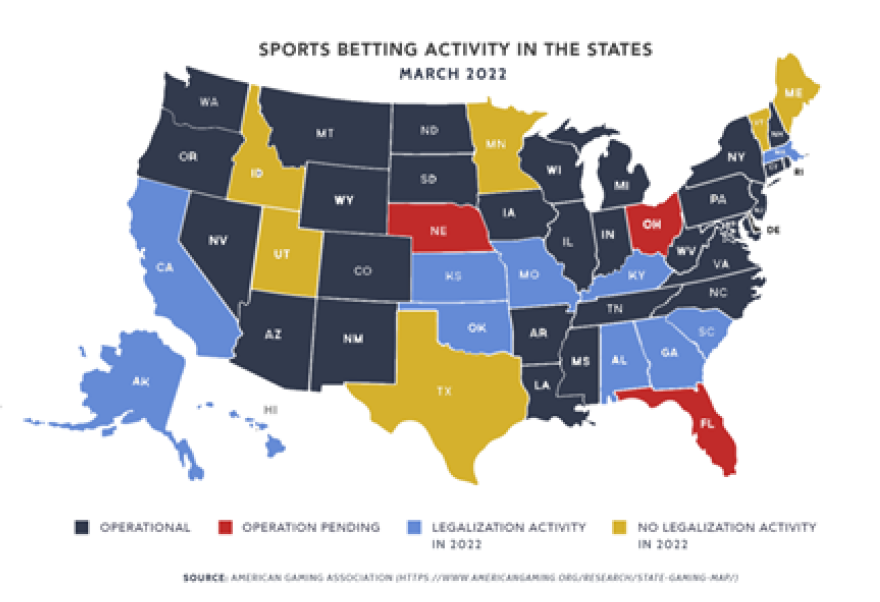 SPORTS BETTING ACTIVITY IN THE STATES
MARCH 2022
WA
MT
ND
MN
ME
VT
NH
OR
ID
WY
SD
WI
MI
NY
NE
IA
PA
NV
UT
CO
IL
IN
OH
WV
VA
DE
RI
CA
KS
MO
KY
NC
AZ
NM
OK
TN
AR
SC
AK
HI
TX
LA
MS
AL
GA
FL
OPERATIONAL
OPERATION PENDING
LEGALIZATION ACTIVITY
IN 2022
NO LEGALIZATION ACTIVITY
IN 2022
SOURCE: AMERICAN GAMING ASSOCIATION (HTTPS://WWW.AMERICANGAMING.ORG/RESEARCH/STATE-GAMING-MAP/)